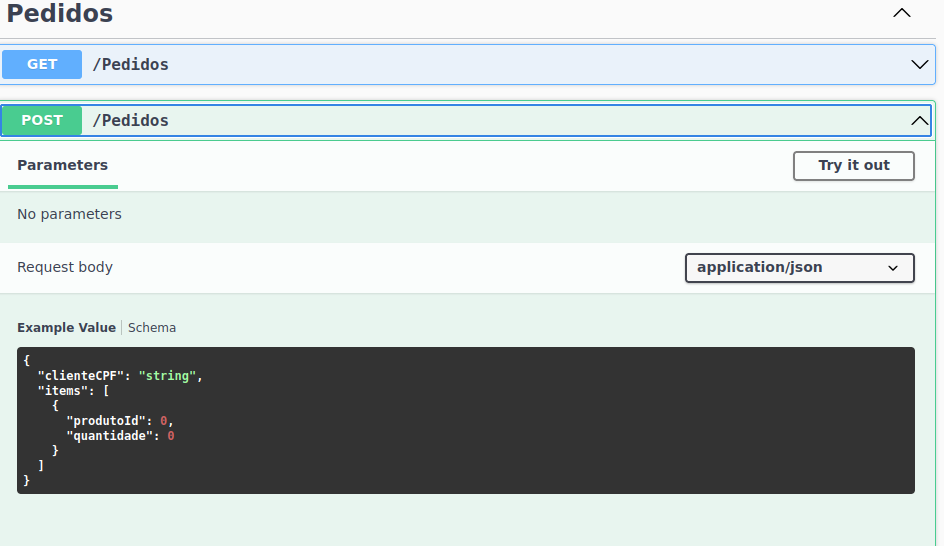 Pedidos
GET /Pedidos
POST /Pedidos
Parameters
Try it out
No parameters
Request body
application/json
Example Value Schema
{
  "clienteCPF": "string",
  "items": [
    {
      "produtoId": 0,
      "quantidade": 0
    }
  ]
}